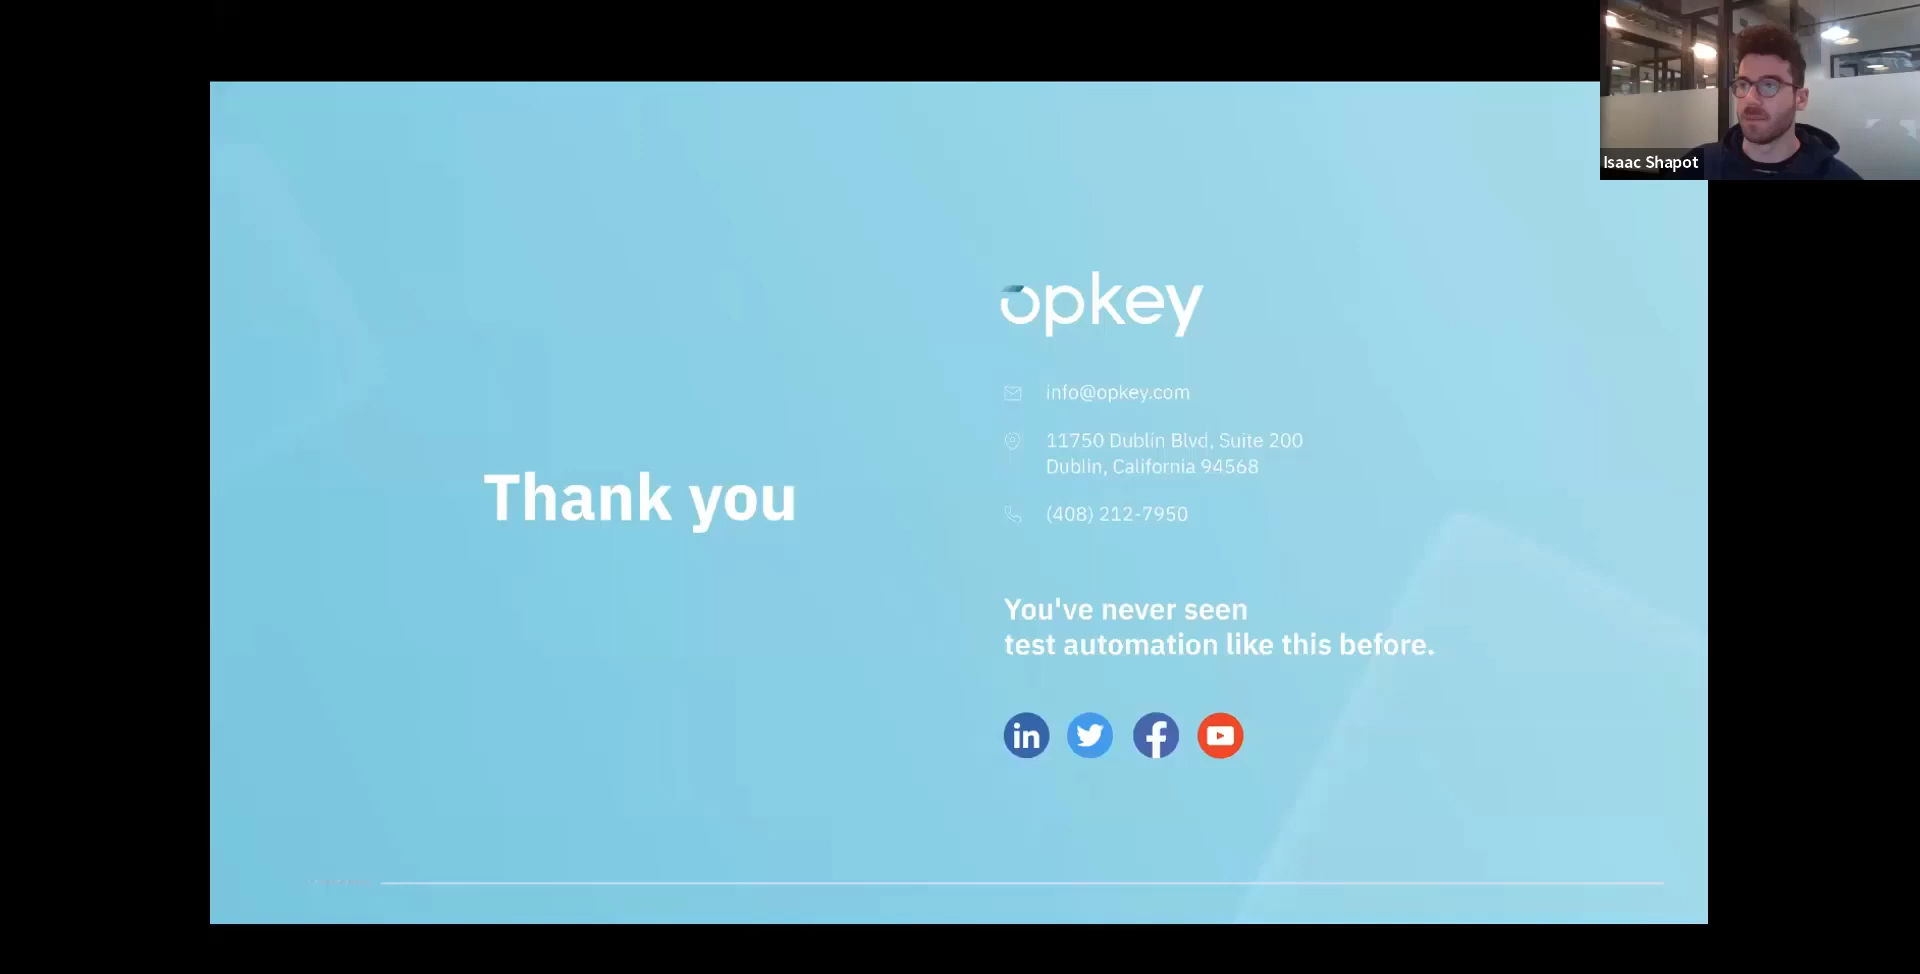 Isaac Shapot
opkey
info@opkey.com
11750 Dublin Blvd, Suite 200
Dublin, California 94568
(408) 212-7950
Thank you
You've never seen
test automation like this before.
in